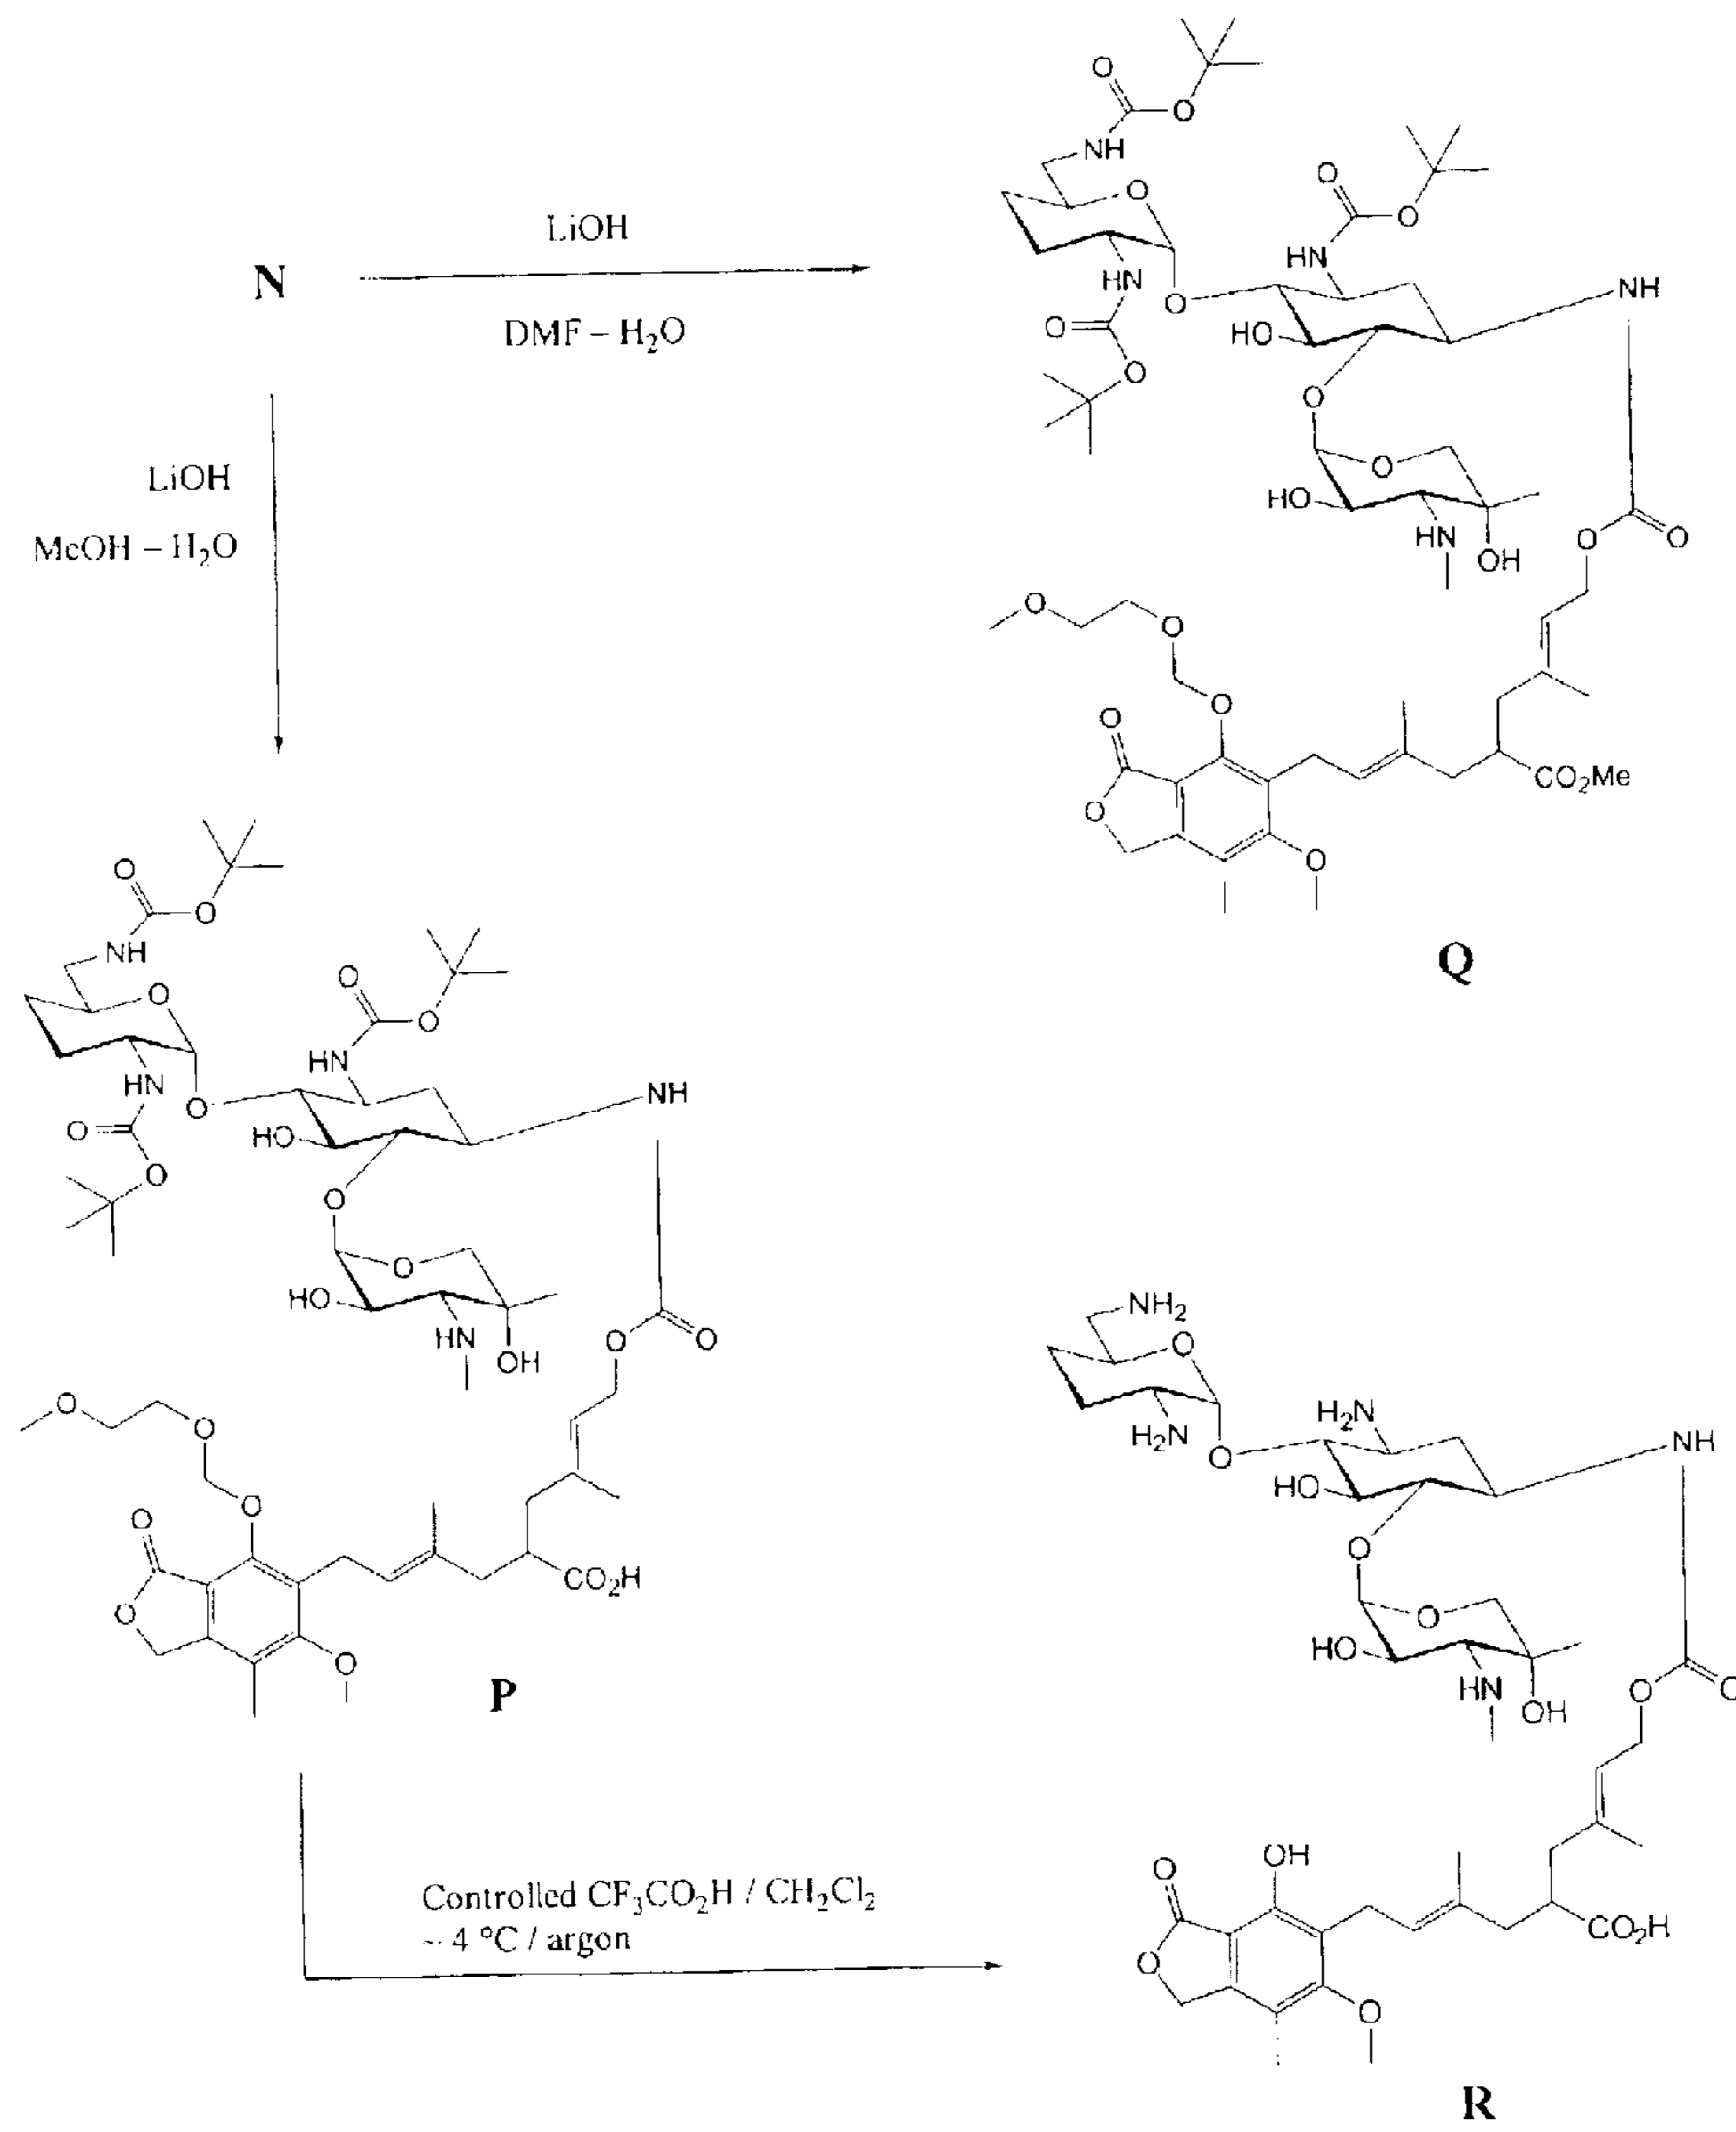 O
O
NH
O
O
O
HN
HN
O
HO
NH
O
O
O
O
HO
HN
OH
O
O
O
O
O
O
O
CO₂Me
O
Q
N
LiOH
DMF – H₂O
LiOH
MeOH – H₂O
O
O
NH
O
O
O
HN
HN
O
HO
NH
O
O
O
O
HO
HN
OH
O
O
O
O
O
O
O
CO₂H
O
P
Controlled CF₃CO₂H / CH₂Cl₂
~ 4 °C / argon
NH₂
O
H₂N
H₂N
O
HO
NH
O
O
HO
HN
OH
O
O
O
OH
O
CO₂H
O
R